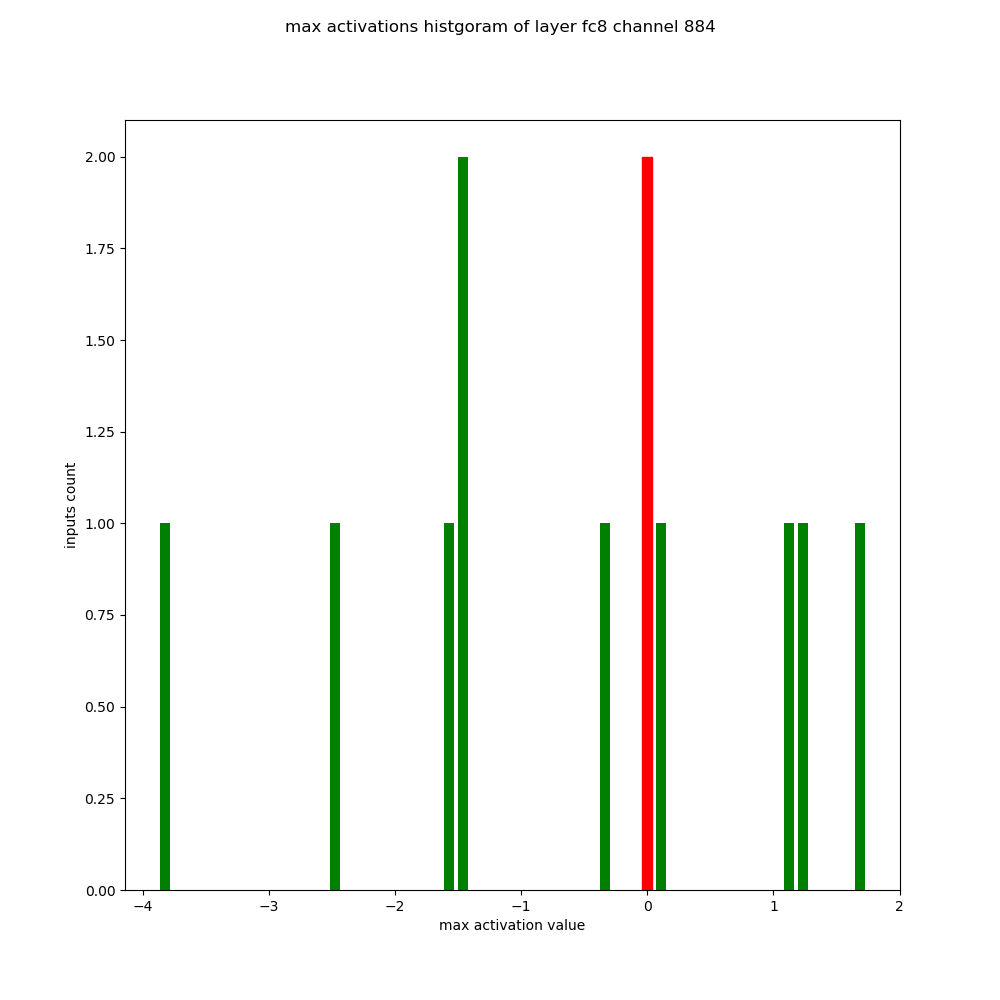 max activations histgoram of layer fc8 channel 884
2.00
1.75
1.50
1.25
1.00
0.75
0.50
0.25
0.00
inputs count
−4 −3 −2 −1 0 1 2
max activation value